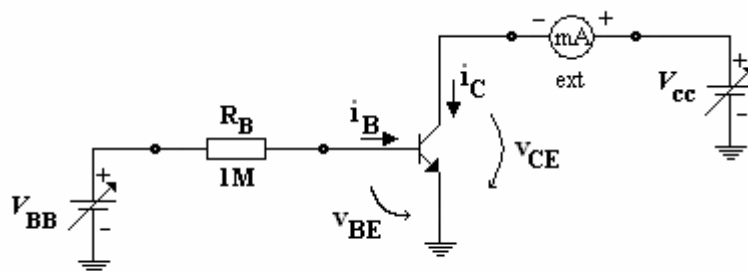 - mA +
ext
i_C
V_cc
+
-
R_B
1M
i_B
v_CE
v_BE
V_BB
+
-